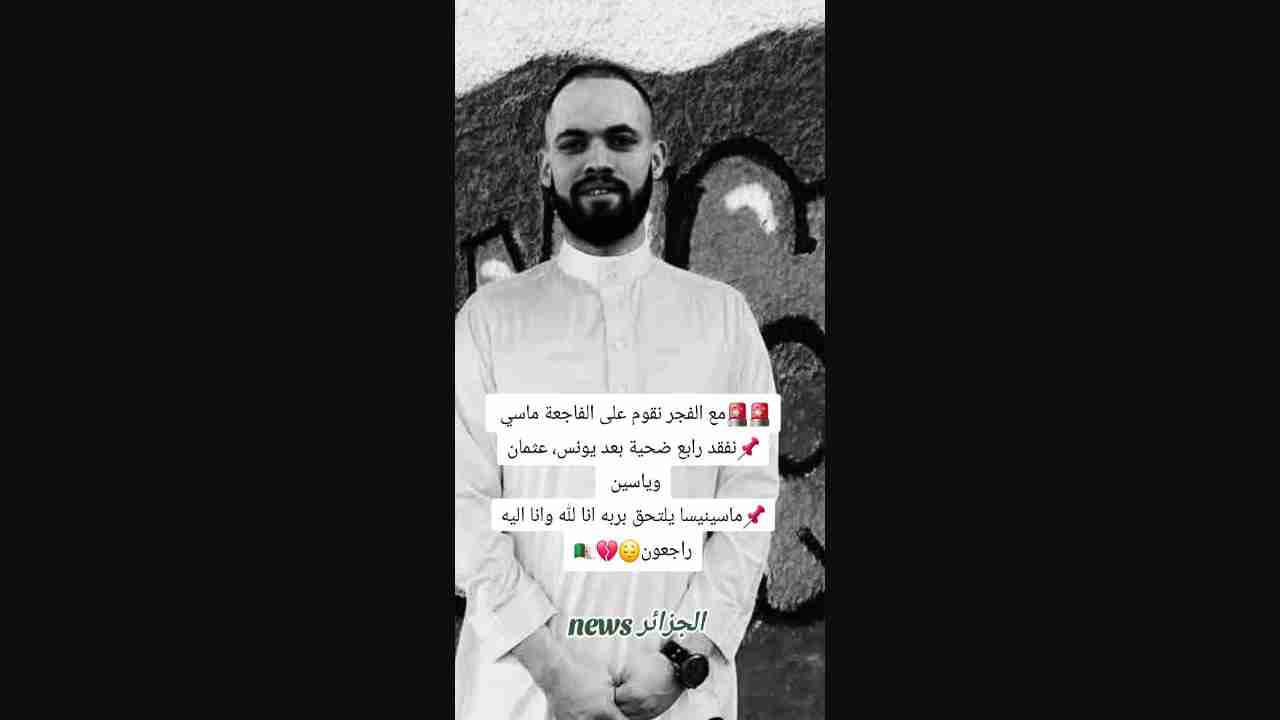 🚨🚨مع الفجر نقوم على الفاجعة ماسي
📌نفقد رابع ضحية بعد يونس، عثمان
وياسين
📌ماسينيسا يلتحق بربه انا لله وانا اليه
راجعون😔💔🇩🇿
الجزائر news